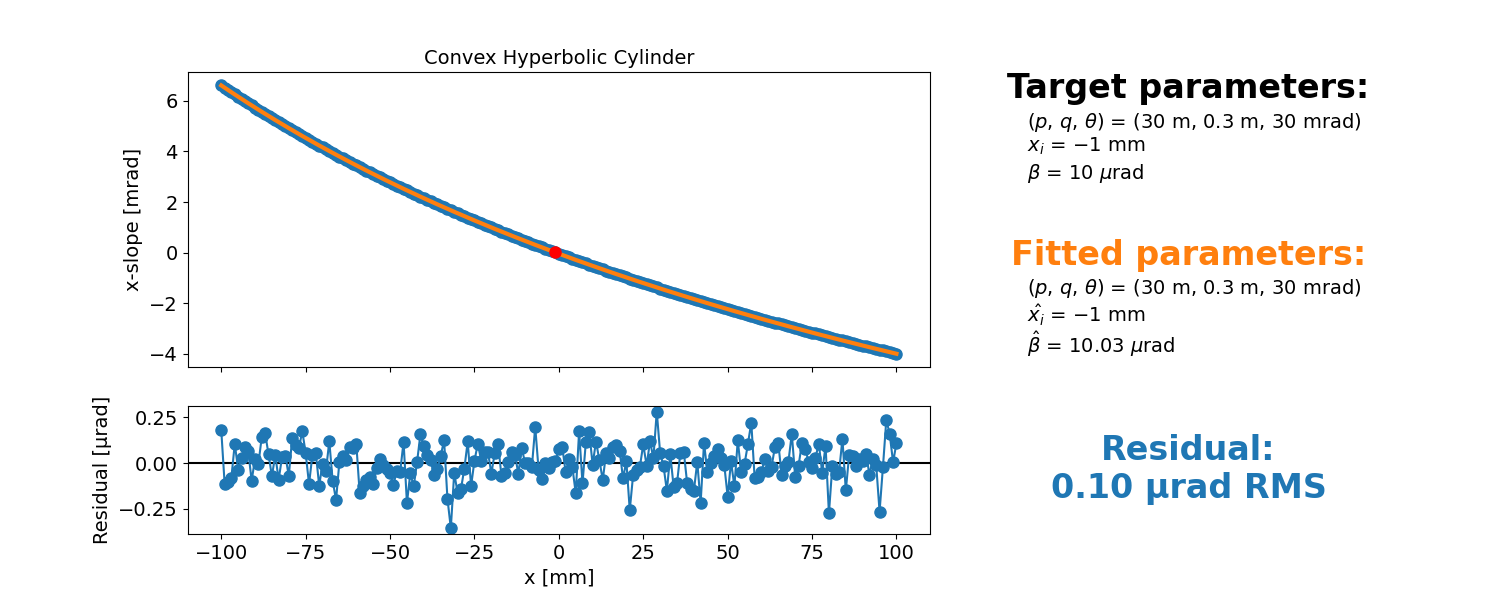 Convex Hyperbolic Cylinder
x-slope [mrad]
6
4
2
0
−2
−4
Residual [μrad]
0.25
0.00
−0.25
−100
−75
−50
−25
0
25
50
75
100
x [mm]
Target parameters:
(p, q, θ) = (30 m, 0.3 m, 30 mrad)
xᵢ = −1 mm
β = 10 μrad
Fitted parameters:
(p, q, θ) = (30 m, 0.3 m, 30 mrad)
x̂ᵢ = −1 mm
β̂ = 10.03 μrad
Residual:
0.10 μrad RMS